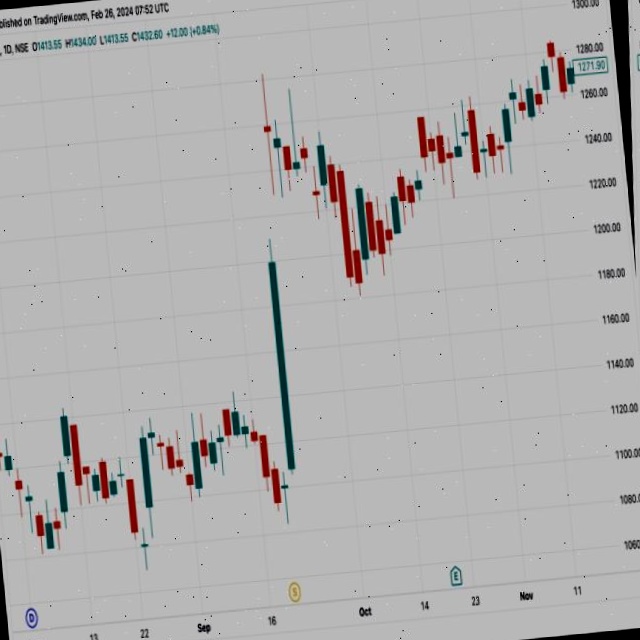 blished on TradingView.com, Feb 26, 2024 07:52 UTC
, 1D, NSE O1413.55 H1434.00 L1413.55 C1432.60 +12.00 (+0.84%)
1300.00
1280.00
1271.90
1260.00
1240.00
1220.00
1200.00
1180.00
1160.00
1140.00
1120.00
1100.00
1080.0
1060
D
S
E
13
22
Sep
16
Oct
14
23
Nov
11